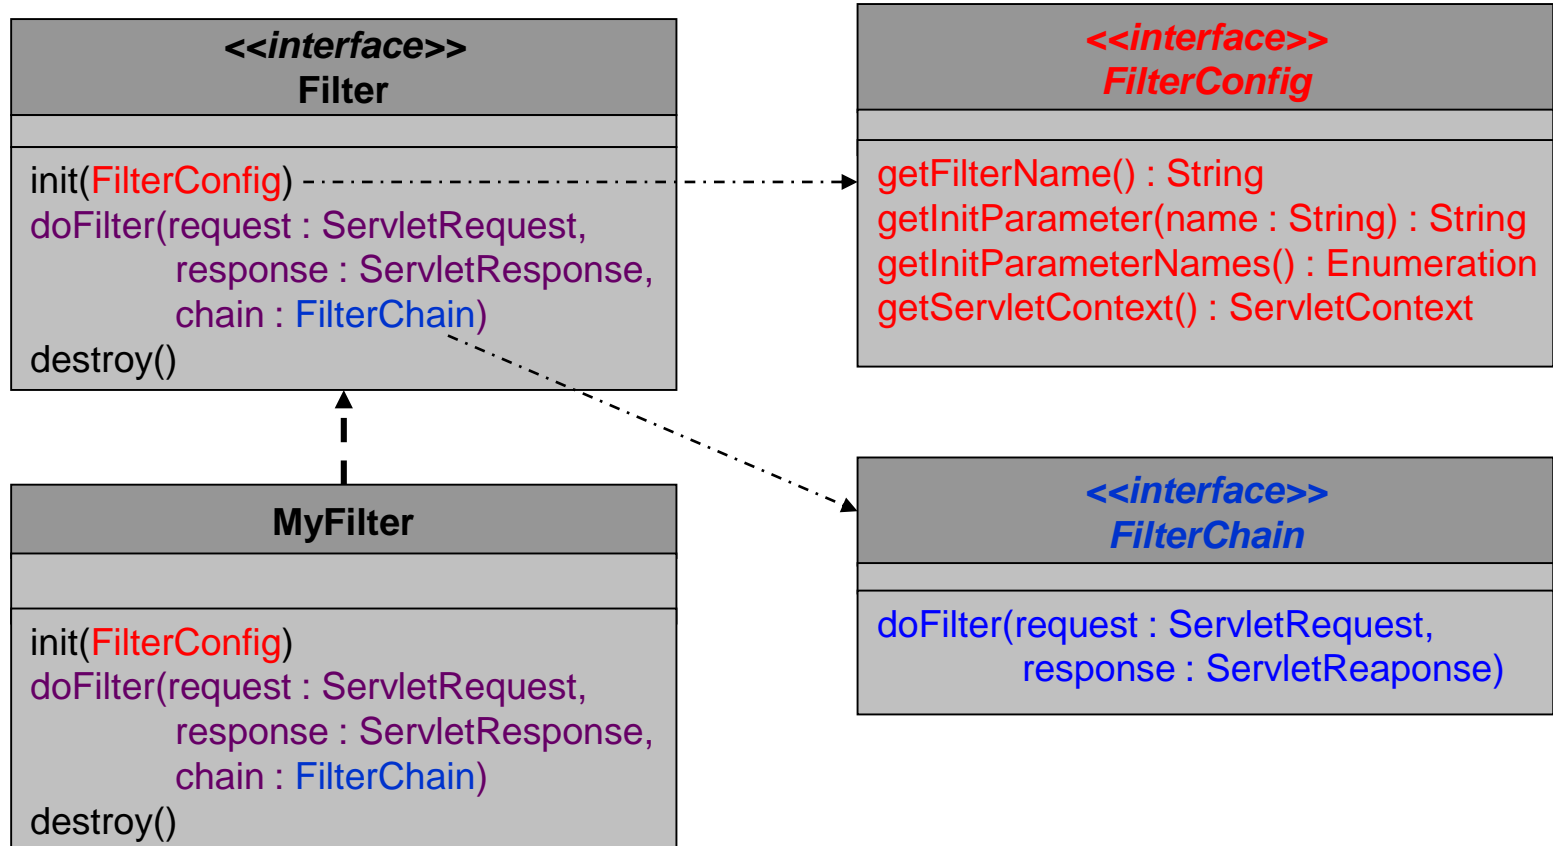 <<interface>>
Filter
init(FilterConfig)
doFilter(request : ServletRequest,
response : ServletResponse,
chain : FilterChain)
destroy()
<<interface>>
FilterConfig
getFilterName() : String
getInitParameter(name : String) : String
getInitParameterNames() : Enumeration
getServletContext() : ServletContext
MyFilter
init(FilterConfig)
doFilter(request : ServletRequest,
response : ServletResponse,
chain : FilterChain)
destroy()
<<interface>>
FilterChain
doFilter(request : ServletRequest,
response : ServletReaponse)